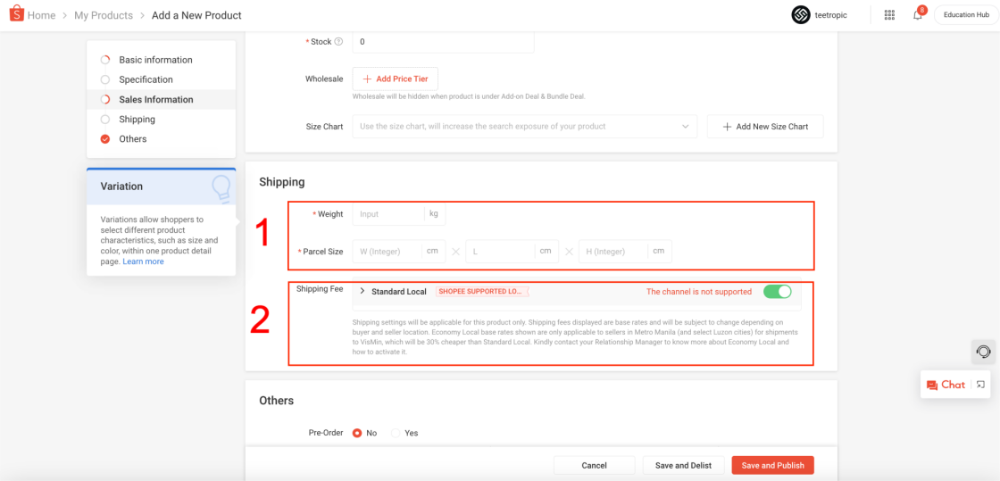 Home > My Products > Add a New Product
teetropic
8
Education Hub
Basic information
Specification
Sales Information
Shipping
Others
Variation
Variations allow shoppers to
select different product
characteristics, such as size and
color, within one product detail
page. Learn more
* Stock ? 0
Wholesale + Add Price Tier
Wholesale will be hidden when product is under Add-on Deal & Bundle Deal.
Size Chart Use the size chart, will increase the search exposure of your product + Add New Size Chart
Shipping
1
* Weight Input kg
* Parcel Size W (Integer) cm × L cm × H (Integer) cm
2
Shipping Fee > Standard Local SHOPEE SUPPORTED LO... The channel is not supported
Shipping settings will be applicable for this product only. Shipping fees displayed are base rates and will be subject to change depending on
buyer and seller location. Economy Local base rates shown are only applicable to sellers in Metro Manila (and select Luzon cities) for shipments
to VisMin, which will be 30% cheaper than Standard Local. Kindly contact your Relationship Manager to know more about Economy Local and
how to activate it.
Others
Pre-Order No Yes
Cancel Save and Delist Save and Publish
Chat